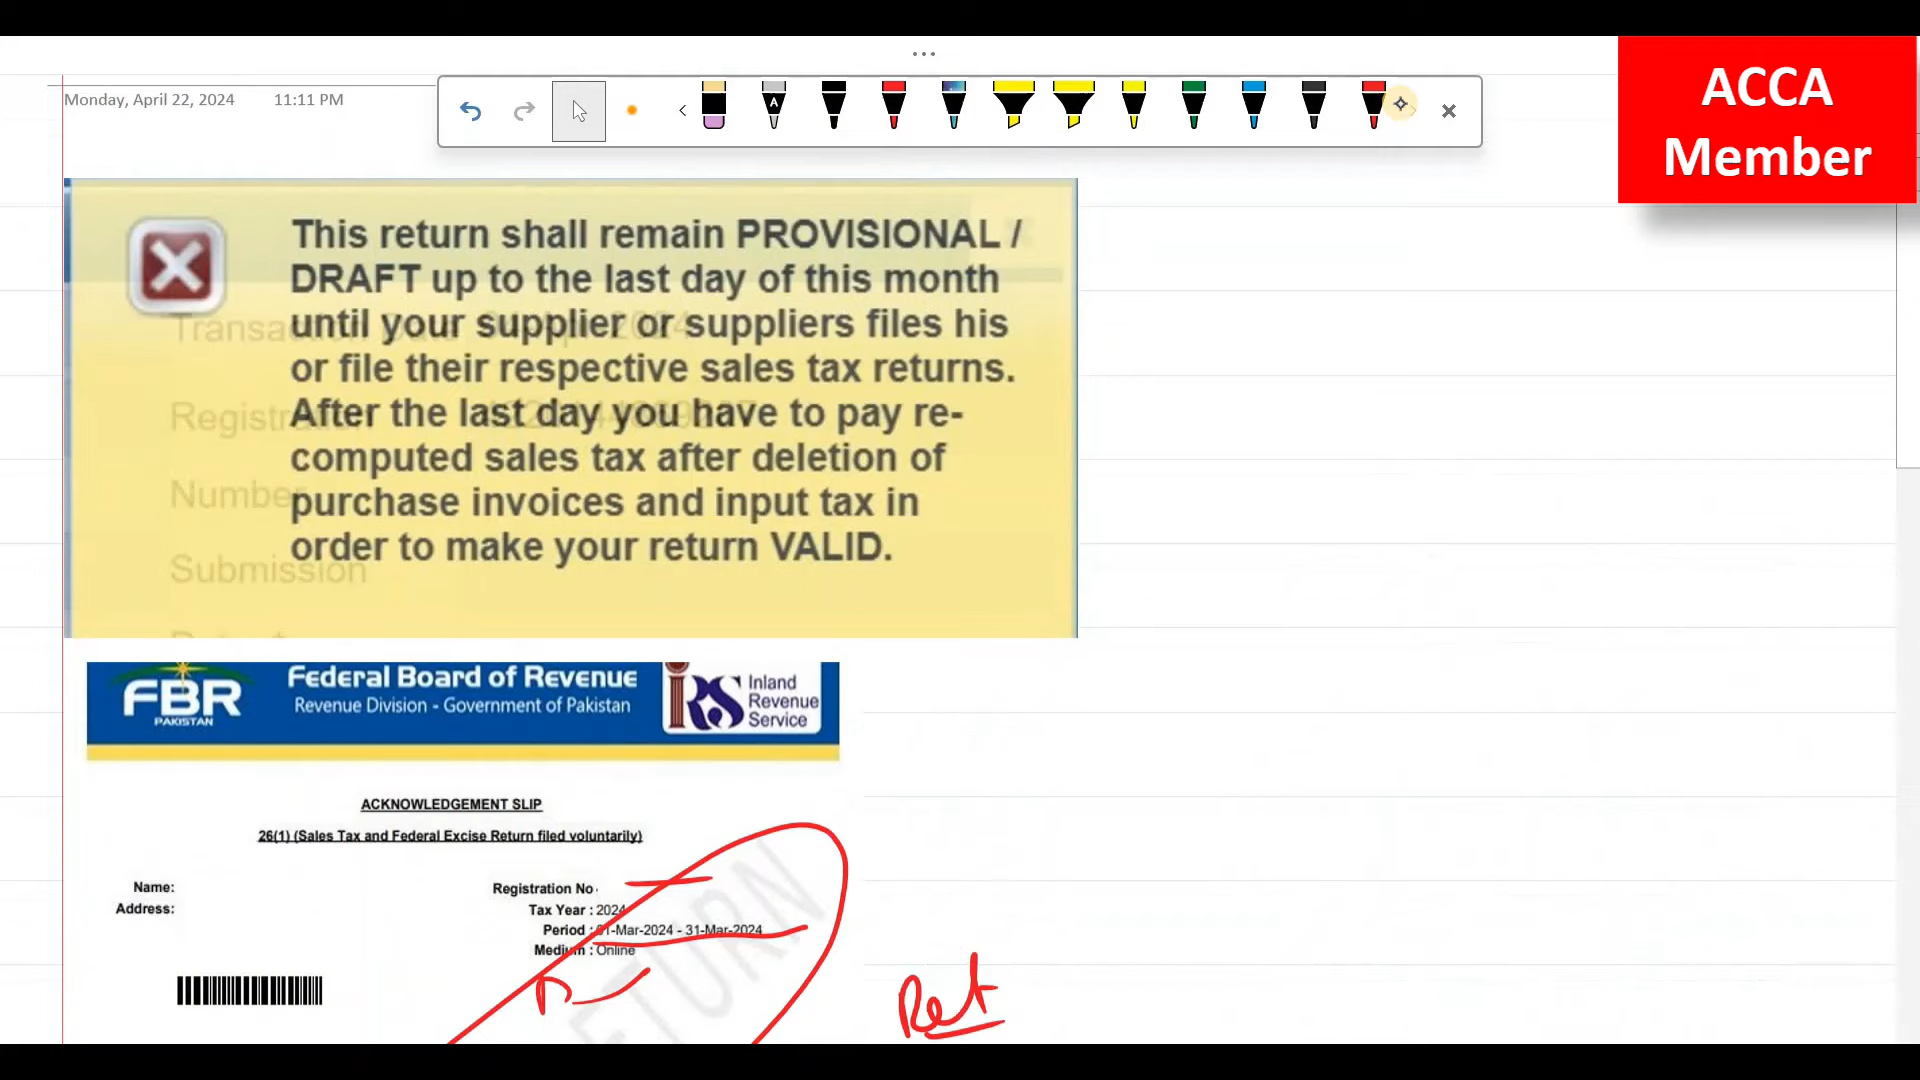 Monday, April 22, 2024 11:11 PM
ACCA
Member
This return shall remain PROVISIONAL /
DRAFT up to the last day of this month
until your supplier or suppliers files his
or file their respective sales tax returns.
After the last day you have to pay re-
computed sales tax after deletion of
purchase invoices and input tax in
order to make your return VALID.
Registration
Number
Submission
FBR
PAKISTAN
Federal Board of Revenue
Revenue Division - Government of Pakistan
IRS
Inland
Revenue
Service
ACKNOWLEDGEMENT SLIP
26(1) (Sales Tax and Federal Excise Return filed voluntarily)
Name:
Address:
Registration No
Tax Year : 2024
Period : 01-Mar-2024 - 31-Mar-2024
Medium : Online
ETURN
Ret